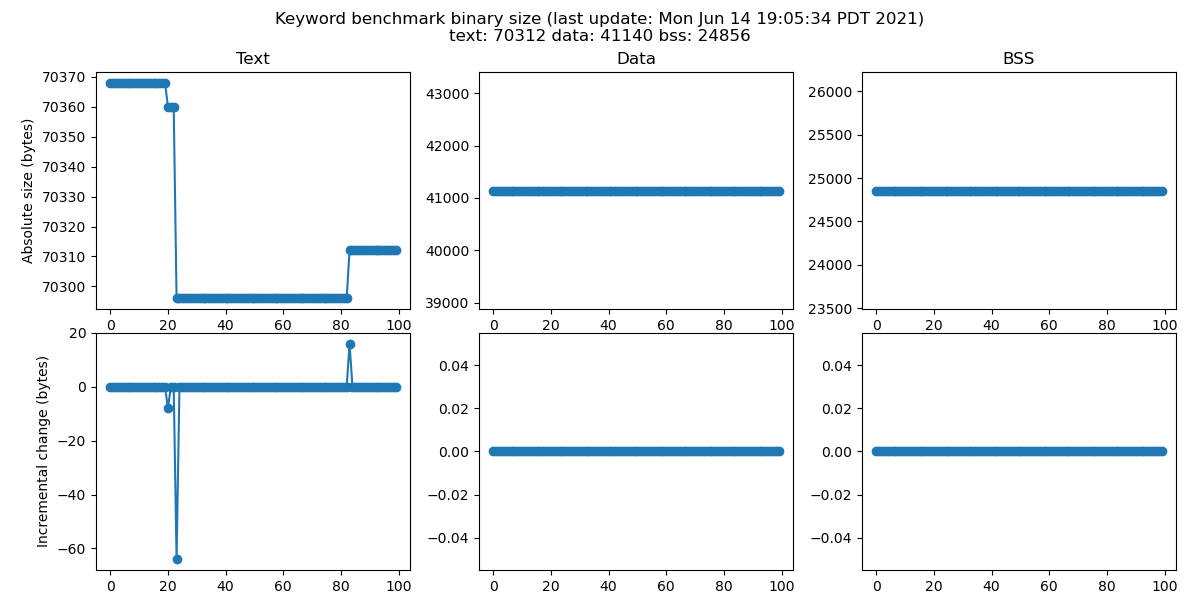 Keyword benchmark binary size (last update: Mon Jun 14 19:05:34 PDT 2021)
text: 70312 data: 41140 bss: 24856
Text
Absolute size (bytes)
70370
70360
70350
70340
70330
70320
70310
70300
0 20 40 60 80 100
Data
43000
42000
41000
40000
39000
0 20 40 60 80 100
BSS
26000
25500
25000
24500
24000
23500
0 20 40 60 80 100
Incremental change (bytes)
20
0
−20
−40
−60
0 20 40 60 80 100
0.04
0.02
0.00
−0.02
−0.04
0 20 40 60 80 100
0.04
0.02
0.00
−0.02
−0.04
0 20 40 60 80 100